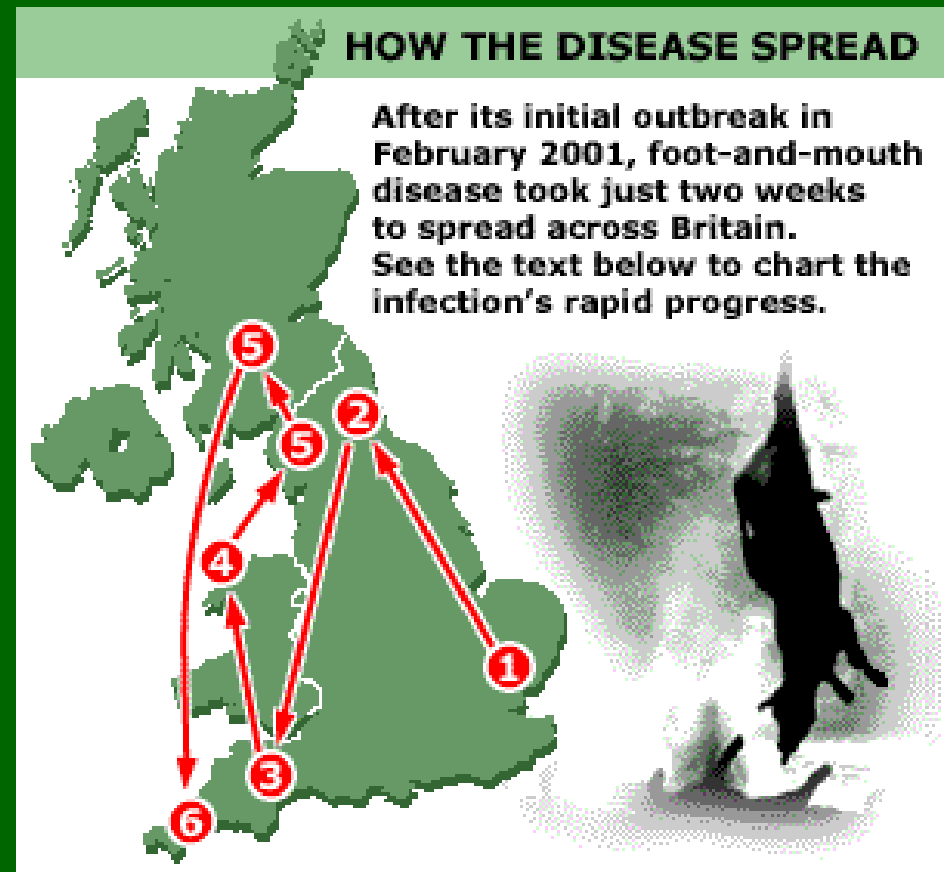 HOW THE DISEASE SPREAD
After its initial outbreak in
February 2001, foot-and-mouth
disease took just two weeks
to spread across Britain.
See the text below to chart the
infection's rapid progress.
5
2
5
4
1
3
6